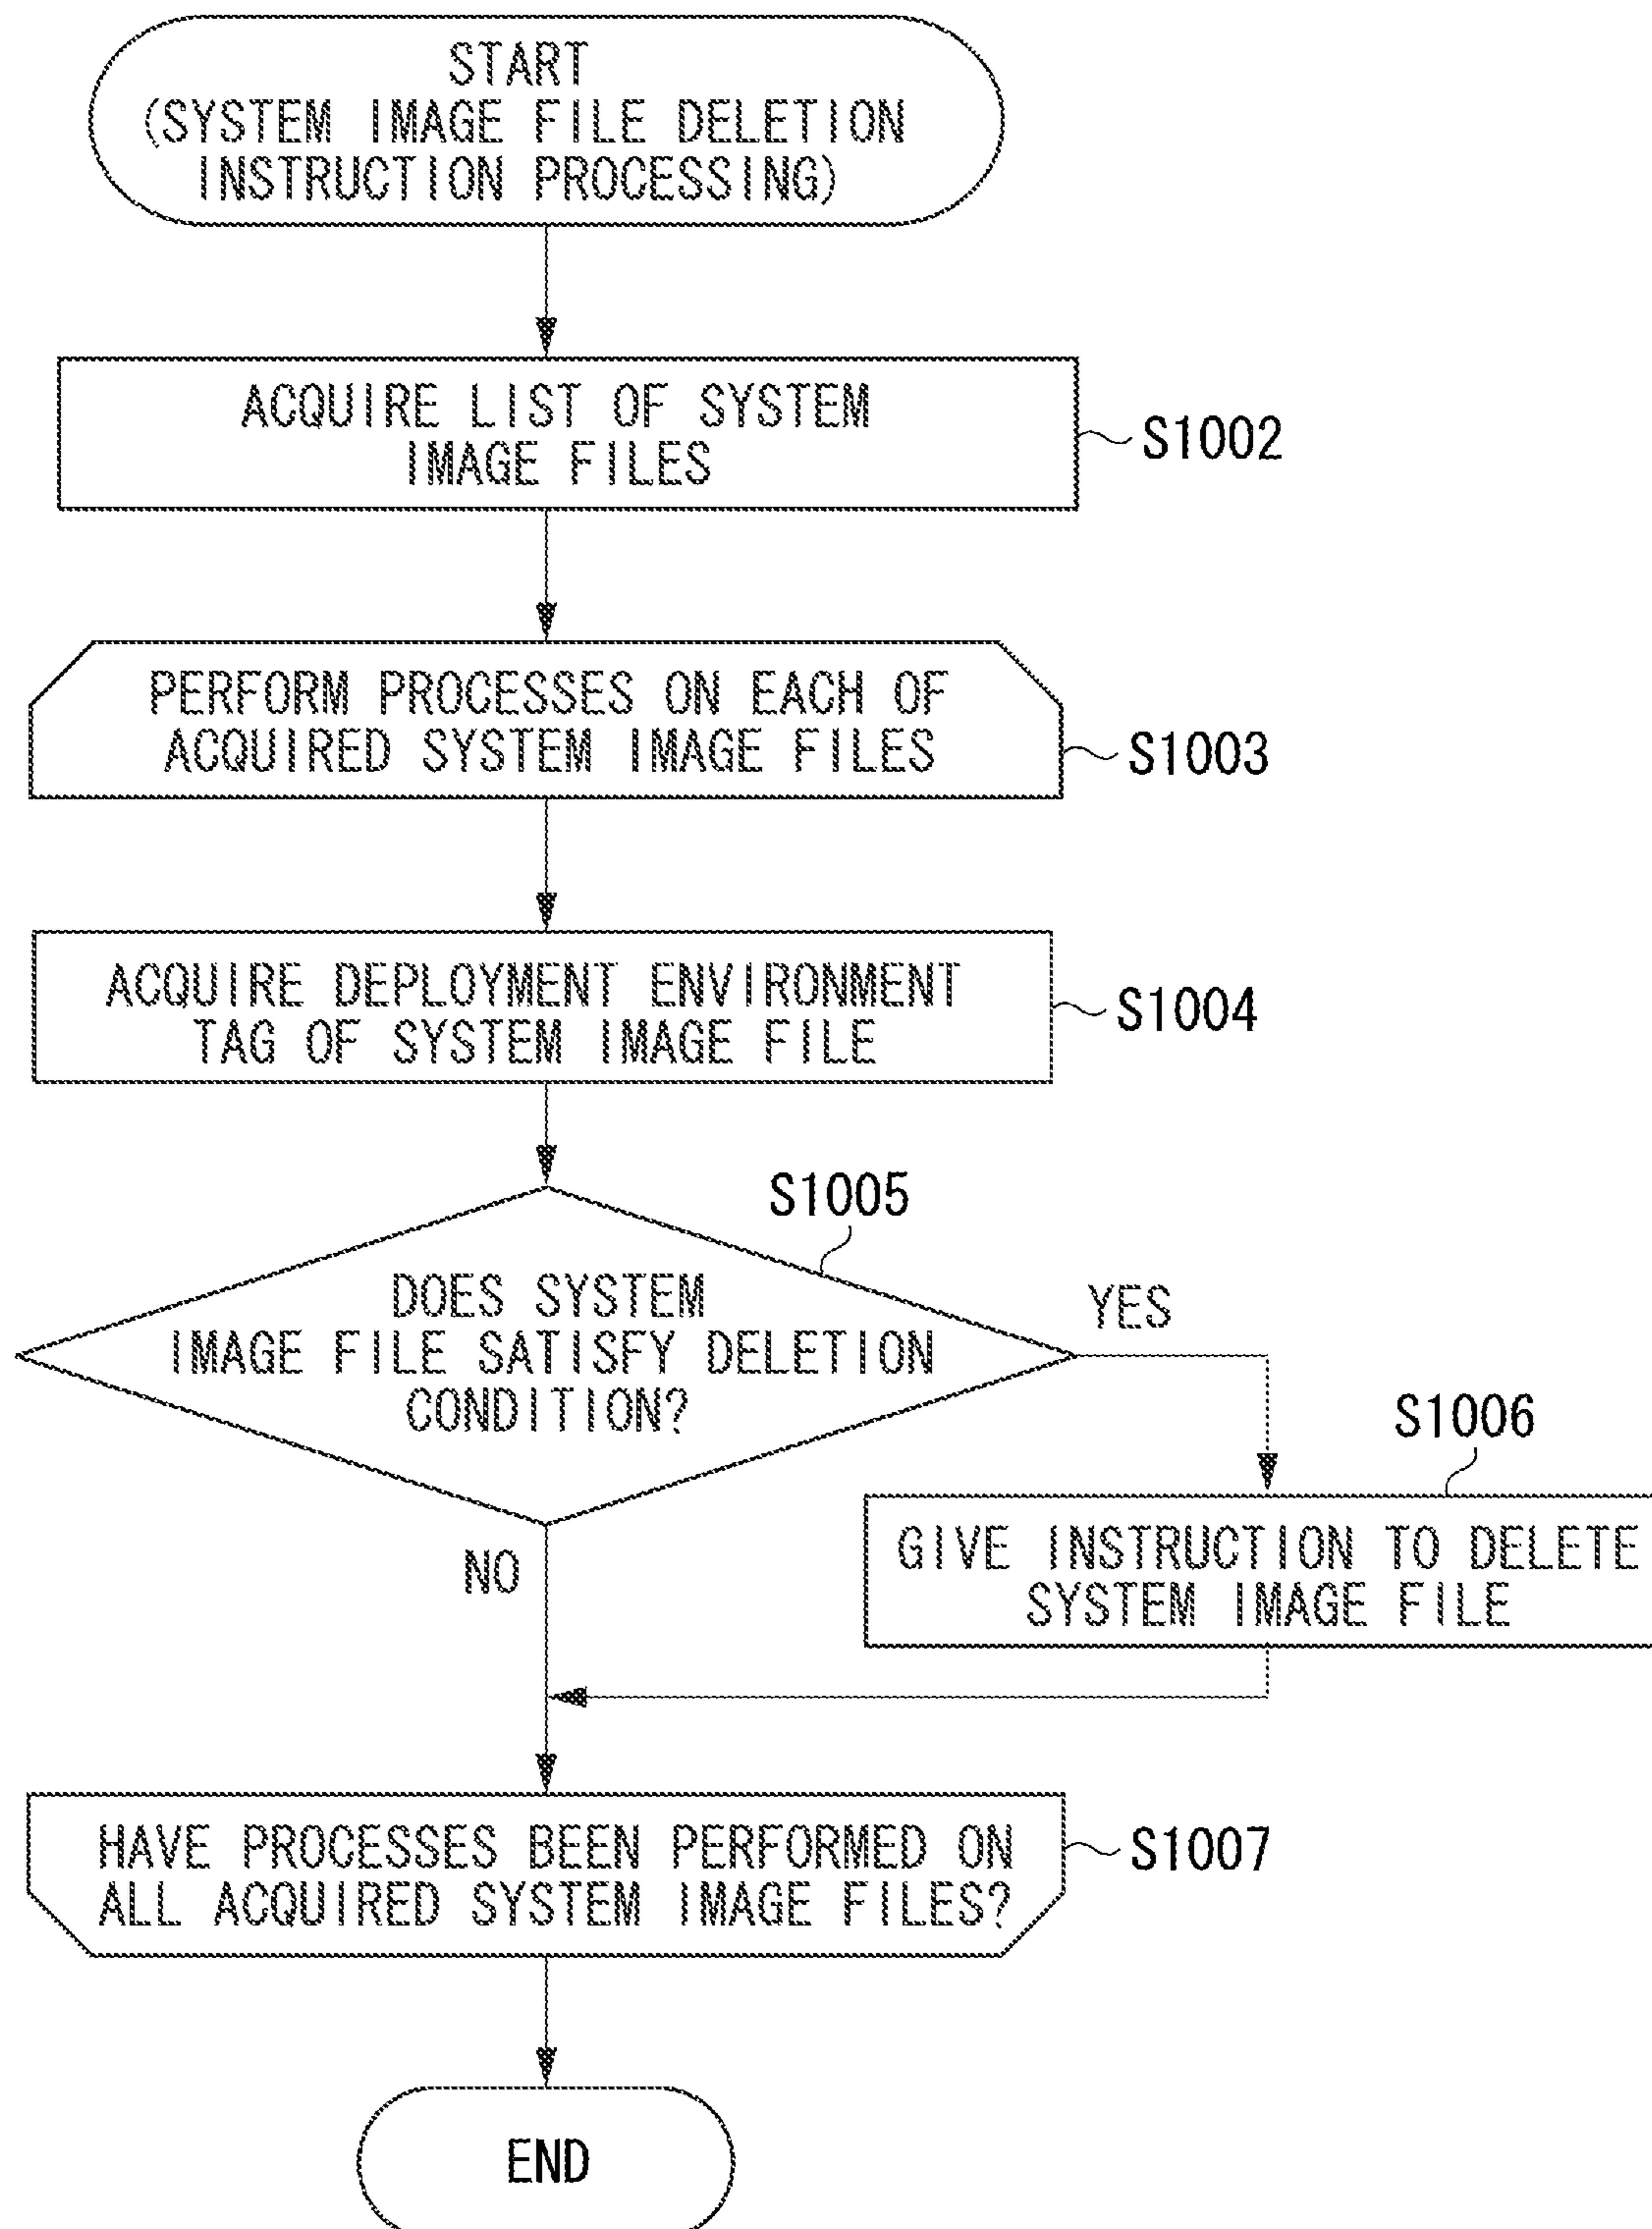 START
(SYSTEM IMAGE FILE DELETION
INSTRUCTION PROCESSING)
ACQUIRE LIST OF SYSTEM
IMAGE FILES
S1002
PERFORM PROCESSES ON EACH OF
ACQUIRED SYSTEM IMAGE FILES
S1003
ACQUIRE DEPLOYMENT ENVIRONMENT
TAG OF SYSTEM IMAGE FILE
S1004
S1005
DOES SYSTEM
IMAGE FILE SATISFY DELETION
CONDITION?
YES
NO
S1006
GIVE INSTRUCTION TO DELETE
SYSTEM IMAGE FILE
HAVE PROCESSES BEEN PERFORMED ON
ALL ACQUIRED SYSTEM IMAGE FILES?
S1007
END